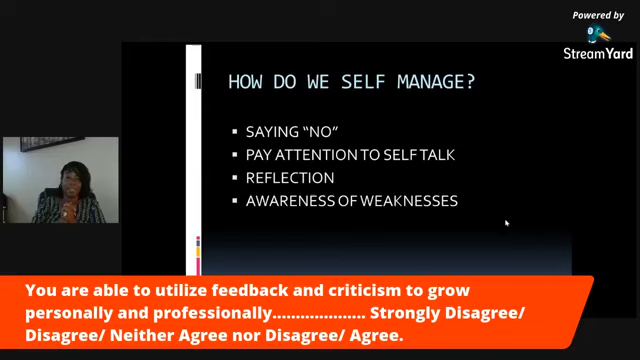 Powered by
StreamYard
HOW DO WE SELF MANAGE?
▪ SAYING “NO”
▪ PAY ATTENTION TO SELF TALK
▪ REFLECTION
▪ AWARENESS OF WEAKNESSES
You are able to utilize feedback and criticism to grow
personally and professionally.................... Strongly Disagree/
Disagree/ Neither Agree nor Disagree/ Agree.